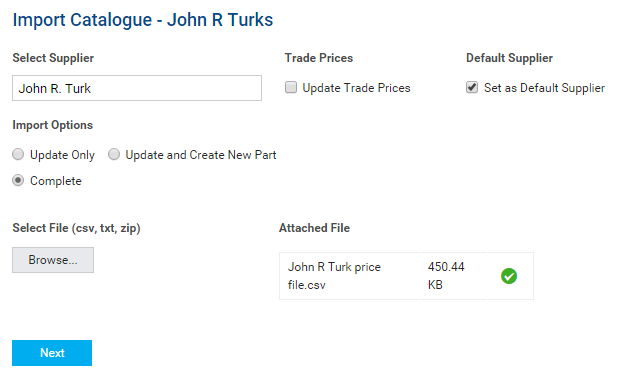 Import Catalogue - John R Turks
Select Supplier
Trade Prices
Default Supplier
John R. Turk
Update Trade Prices
Set as Default Supplier
Import Options
Update Only
Update and Create New Part
Complete
Select File (csv, txt, zip)
Attached File
Browse...
John R Turk price
file.csv
450.44
KB
Next